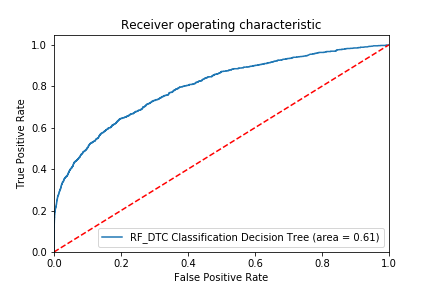 Receiver operating characteristic
True Positive Rate
1.0
0.8
0.6
0.4
0.2
0.0
RF_DTC Classification Decision Tree (area = 0.61)
0.0 0.2 0.4 0.6 0.8 1.0
False Positive Rate